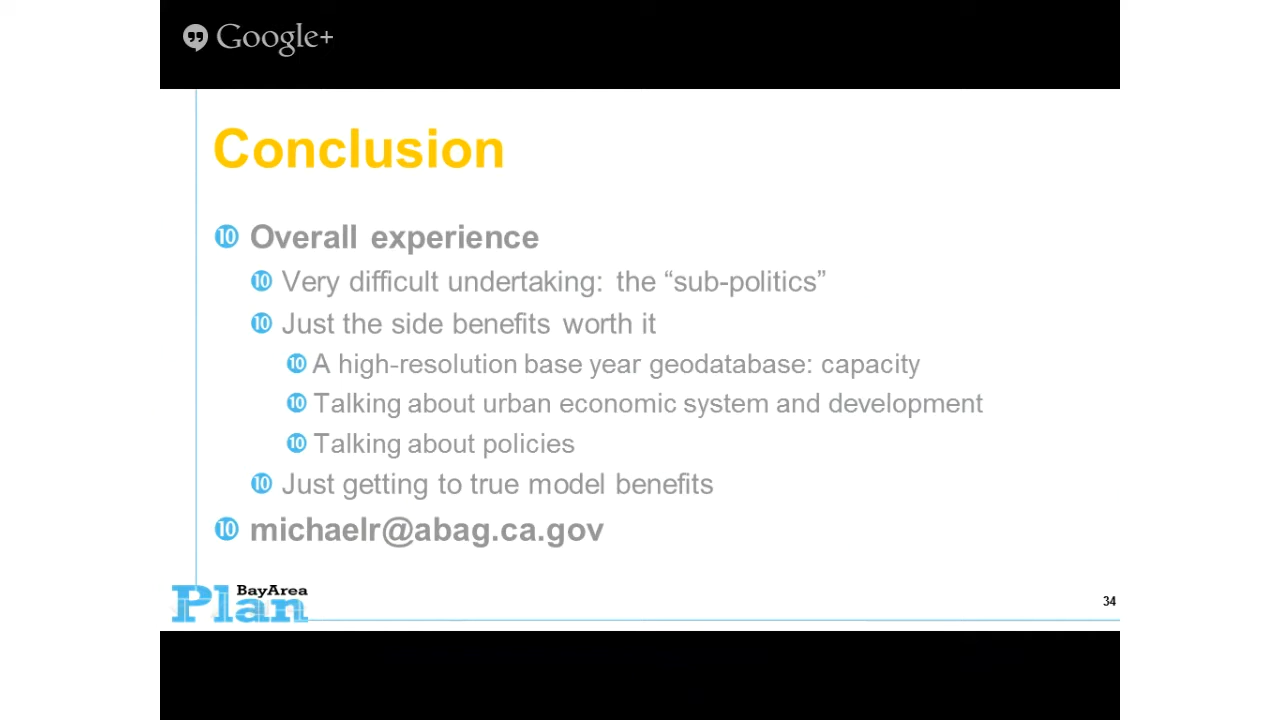 Google+
Conclusion
❿ Overall experience
❿ Very difficult undertaking: the “sub-politics”
❿ Just the side benefits worth it
❿ A high-resolution base year geodatabase: capacity
❿ Talking about urban economic system and development
❿ Talking about policies
❿ Just getting to true model benefits
❿ michaelr@abag.ca.gov
BayArea
Plan
34